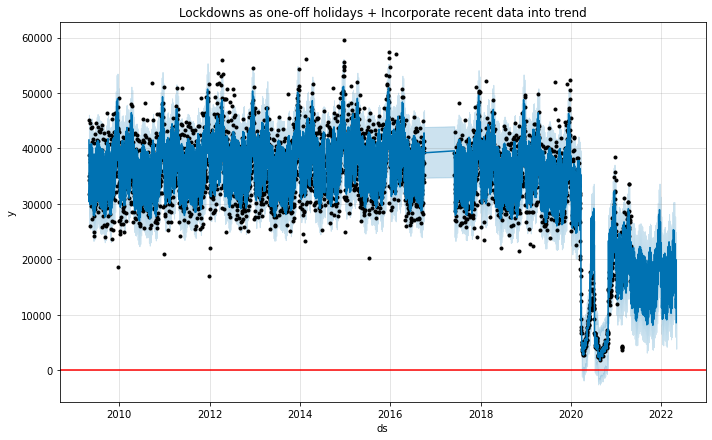 Lockdowns as one-off holidays + Incorporate recent data into trend
60000
50000
40000
30000
20000
10000
0
y
2010 2012 2014 2016 2018 2020 2022
ds